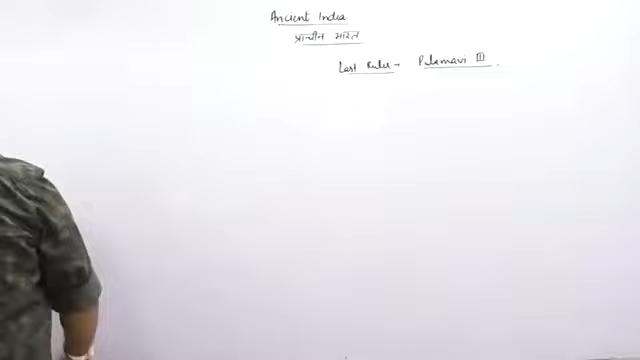 Ancient India
प्राचीन भारत
Last Ruler → Pulamavi III.